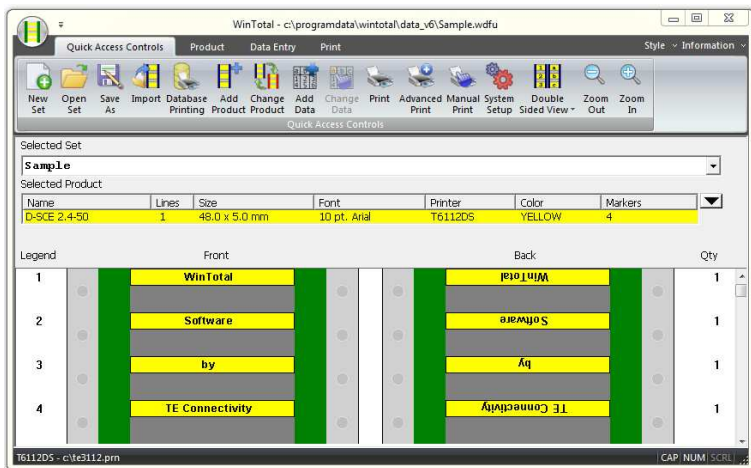 WinTotal - c:\programdata\wintotal\data_v6\Sample.wdfu
Quick Access Controls Product Data Entry Print Style Information
New Set Open Set Save As Import Database Printing Add Product Change Product Add Data Change Data Print Advanced Print Manual Print System Setup Double Sided View Zoom Out Zoom In
Quick Access Controls
Selected Set
Sample
Selected Product
Name Lines Size Font Printer Color Markers
D-SCE 2.4-50 1 48.0 x 5.0 mm 10 pt. Arial T6112DS YELLOW 4
Legend Front Back Qty
1 WinTotal WinTotal 1
2 Software Software 1
3 by by 1
4 TE Connectivity TE Connectivity 1
T6112DS - c:\te3112.prn CAP NUM SCRL